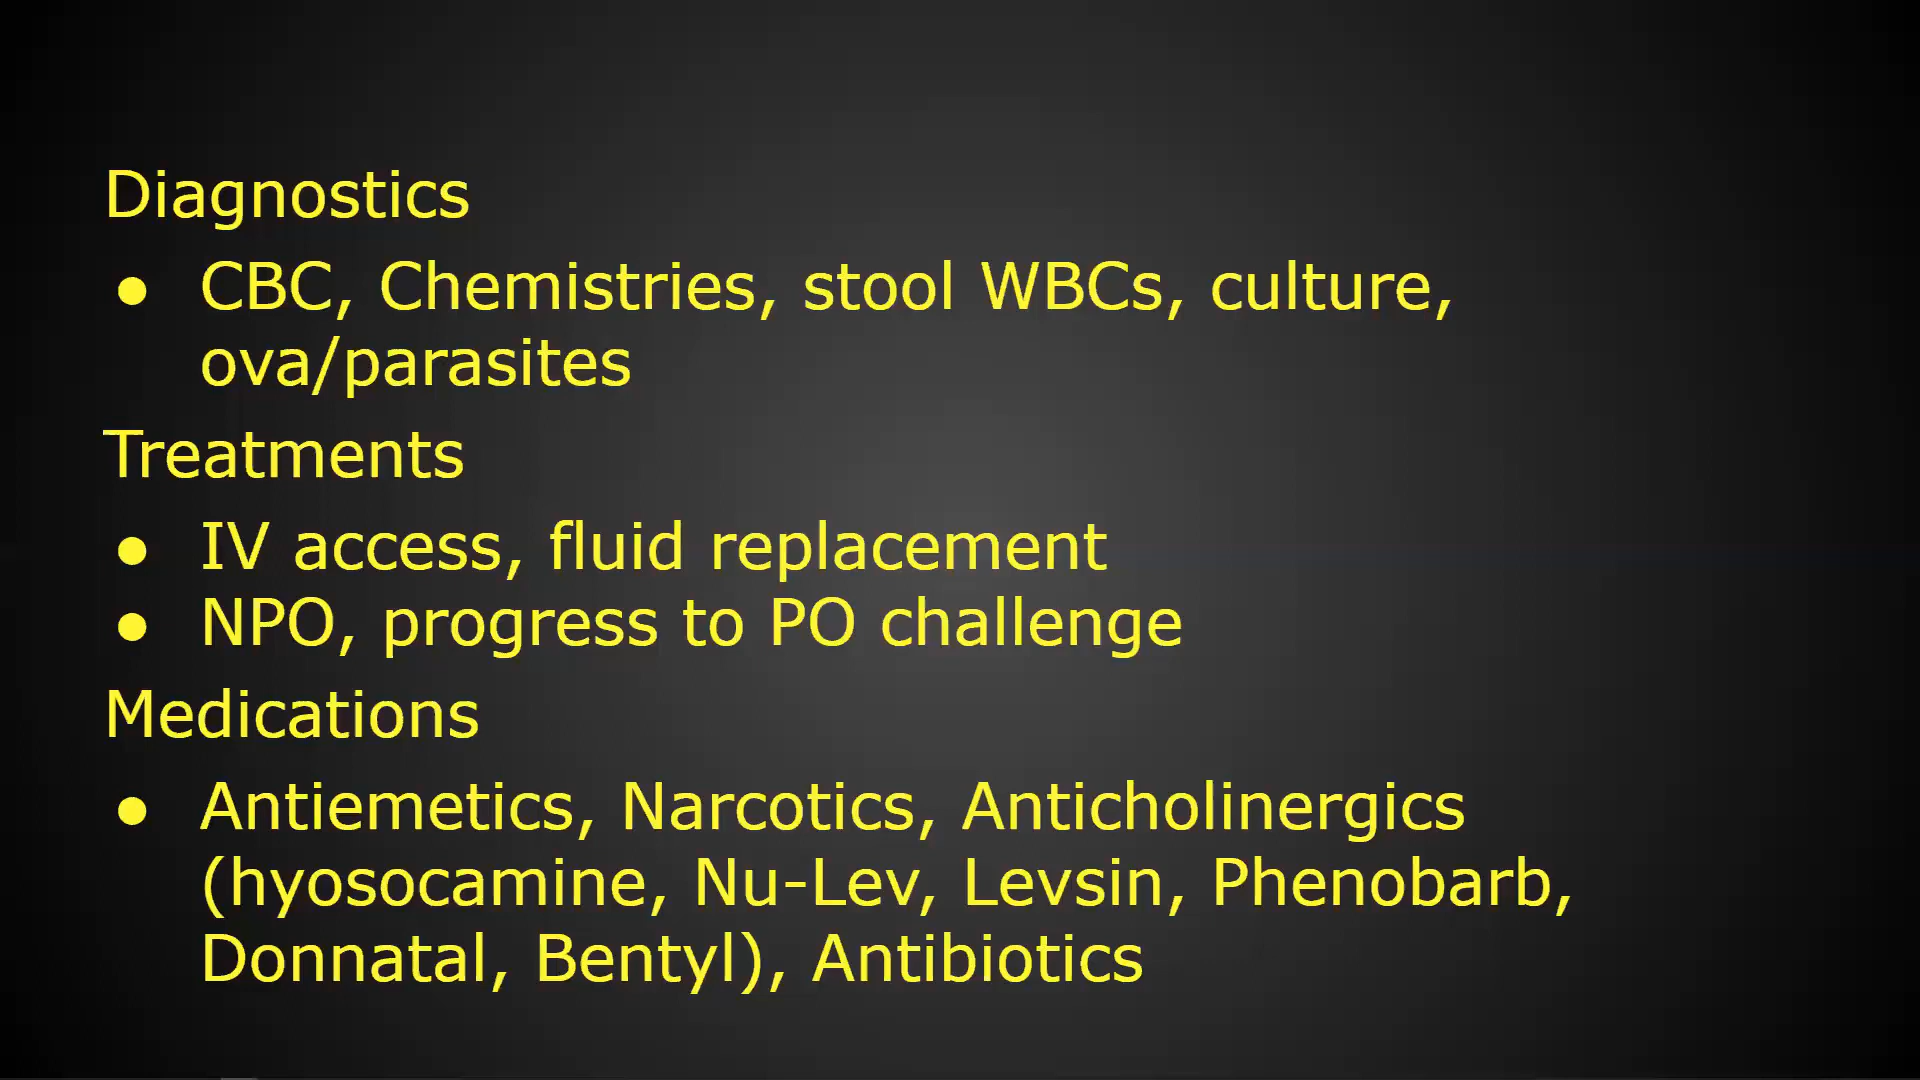 Diagnostics
● CBC, Chemistries, stool WBCs, culture,
ova/parasites
Treatments
● IV access, fluid replacement
● NPO, progress to PO challenge
Medications
● Antiemetics, Narcotics, Anticholinergics
(hyosocamine, Nu-Lev, Levsin, Phenobarb,
Donnatal, Bentyl), Antibiotics